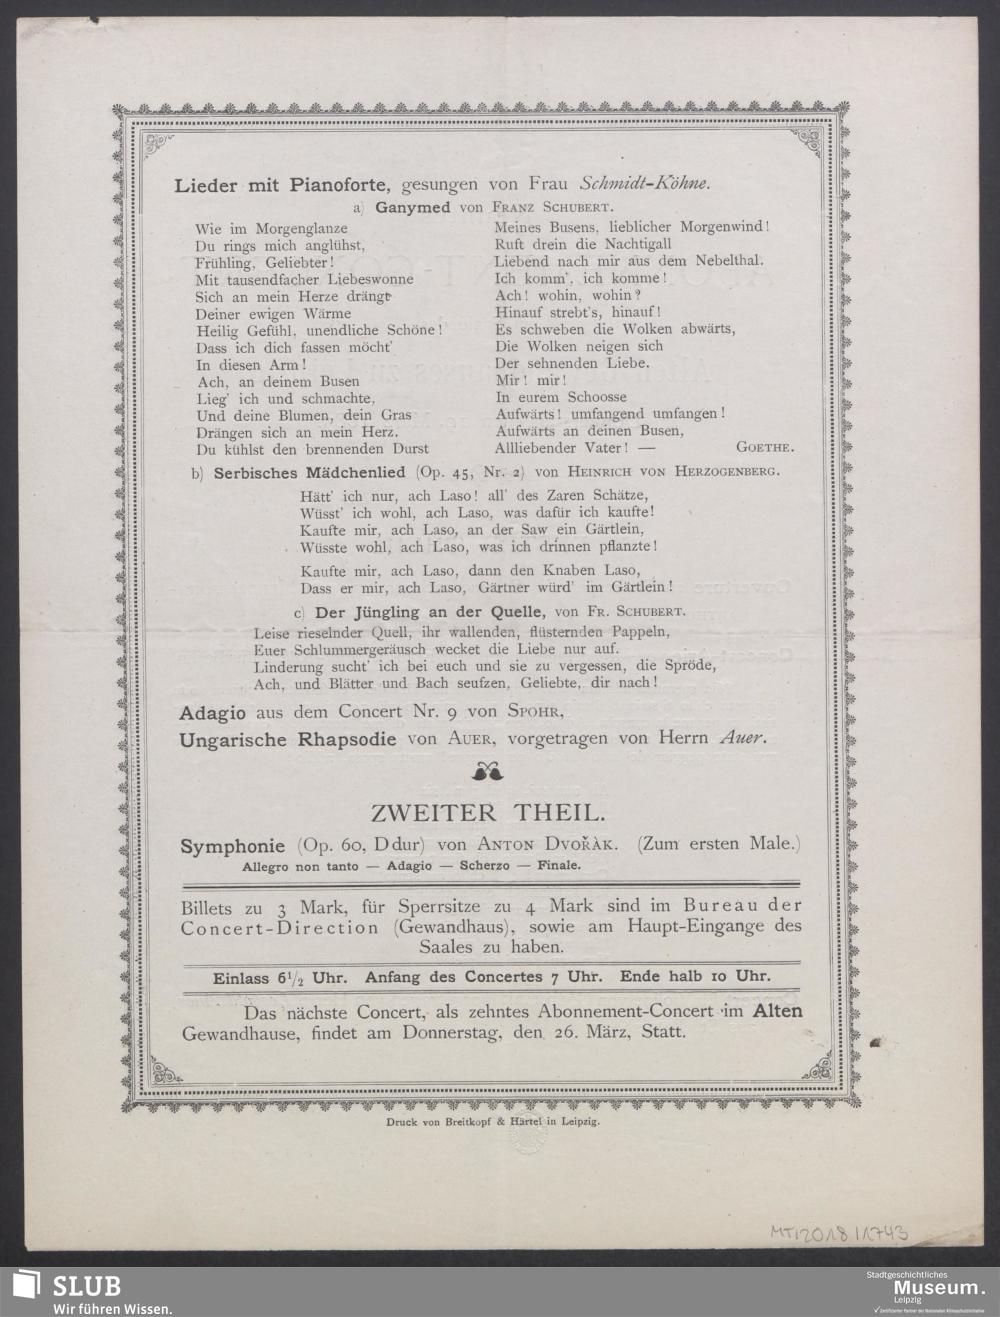 Lieder mit Pianoforte, gesungen von Frau Schmidt-Köhne.
a) Ganymed von Franz Schubert.
Wie im Morgenglanze
Du rings mich anglühst,
Frühling, Geliebter!
Mit tausendfacher Liebeswonne
Sich an mein Herze drängt
Deiner ewigen Wärme
Heilig Gefühl, unendliche Schöne!
Dass ich dich fassen möcht'
In diesen Arm!
Ach, an deinem Busen
Lieg' ich und schmachte,
Und deine Blumen, dein Gras
Drängen sich an mein Herz.
Du kühlst den brennenden Durst
Meines Busens, lieblicher Morgenwind!
Ruft drein die Nachtigall
Liebend nach mir aus dem Nebelthal.
Ich komm', ich komme!
Ach! wohin, wohin?
Hinauf strebt's, hinauf!
Es schweben die Wolken abwärts,
Die Wolken neigen sich
Der sehnenden Liebe.
Mir! mir!
In eurem Schoosse
Aufwärts! umfangend umfangen!
Aufwärts an deinen Busen,
Allliebender Vater! — Goethe.
b) Serbisches Mädchenlied (Op. 45, Nr. 2) von Heinrich von Herzogenberg.
Hätt' ich nur, ach Laso! all' des Zaren Schätze,
Wüsst' ich wohl, ach Laso, was dafür ich kaufte!
Kaufte mir, ach Laso, an der Saw ein Gärtlein,
Wüsste wohl, ach Laso, was ich drinnen pflanzte!
Kaufte mir, ach Laso, dann den Knaben Laso,
Dass er mir, ach Laso, Gärtner würd' im Gärtlein!
c) Der Jüngling an der Quelle, von Fr. Schubert.
Leise rieselnder Quell, ihr wallenden, flüsternden Pappeln,
Euer Schlummergeräusch wecket die Liebe nur auf.
Linderung sucht' ich bei euch und sie zu vergessen, die Spröde,
Ach, und Blätter und Bach seufzen, Geliebte, dir nach!
Adagio aus dem Concert Nr. 9 von Spohr,
Ungarische Rhapsodie von Auer, vorgetragen von Herrn Auer.
ZWEITER THEIL.
Symphonie (Op. 60, D dur) von Anton Dvořàk. (Zum ersten Male.)
Allegro non tanto — Adagio — Scherzo — Finale.
Billets zu 3 Mark, für Sperrsitze zu 4 Mark sind im Bureau der
Concert-Direction (Gewandhaus), sowie am Haupt-Eingange des
Saales zu haben.
Einlass 6½ Uhr. Anfang des Concertes 7 Uhr. Ende halb 10 Uhr.
Das nächste Concert, als zehntes Abonnement-Concert im Alten
Gewandhause, findet am Donnerstag, den 26. März, Statt.
Druck von Breitkopf & Härtel in Leipzig.
MT/2018/1743
SLUB
Wir führen Wissen.
Stadtgeschichtliches
Museum.
Leipzig
Zertifizierter Partner der Nationalen Klimaschutzinitiative